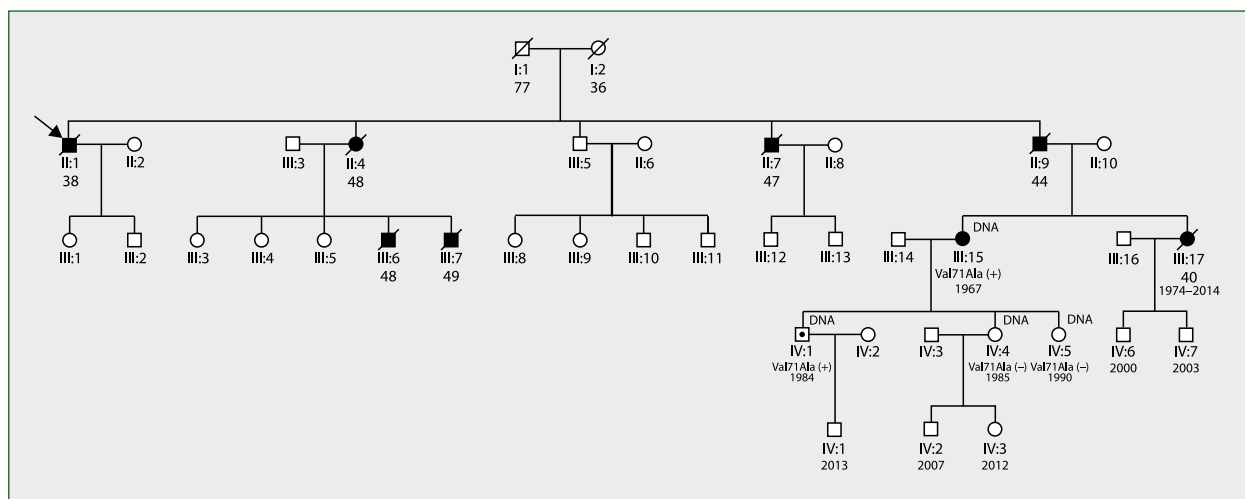 I:1 I:2
77 36
II:1 II:2 III:3 II:4 III:5 II:6 II:7 II:8 II:9 II:10
38 48 47 44
DNA
III:1 III:2 III:3 III:4 III:5 III:6 III:7 III:8 III:9 III:10 III:11 III:12 III:13 III:14 III:15 III:16 III:17
48 49 Val71Ala (+) 40
1967 1974–2014
DNA DNA DNA
IV:1 IV:2 IV:3 IV:4 IV:5 IV:6 IV:7
Val71Ala (+) Val71Ala (–) Val71Ala (–) 2000 2003
1984 1985 1990
IV:1 IV:2 IV:3
2013 2007 2012